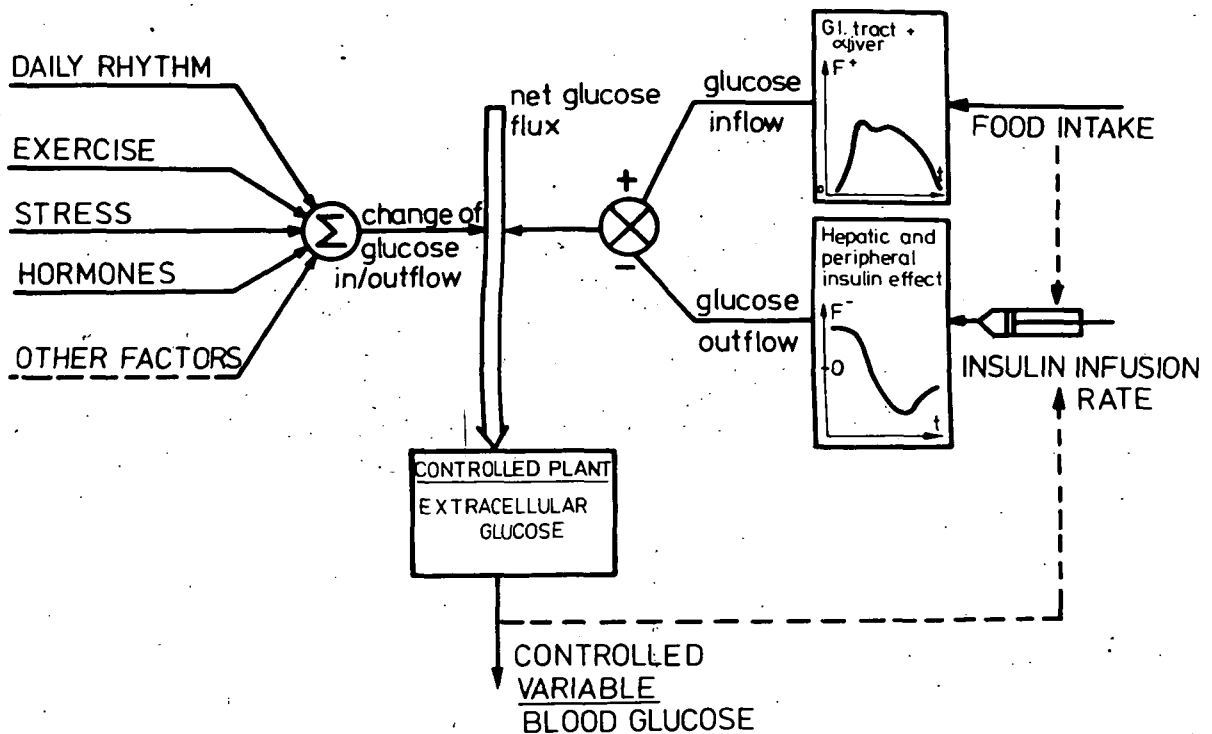 DAILY RHYTHM
EXERCISE
STRESS
HORMONES
OTHER FACTORS
Σ
change of
glucose
in/outflow
net glucose
flux
+
−
glucose
inflow
glucose
outflow
G.I. tract +
liver
F+
o
t
FOOD INTAKE
Hepatic and
peripheral
insulin effect
F-
O
t
INSULIN INFUSION
RATE
CONTROLLED PLANT
EXTRACELLULAR
GLUCOSE
CONTROLLED
VARIABLE
BLOOD GLUCOSE